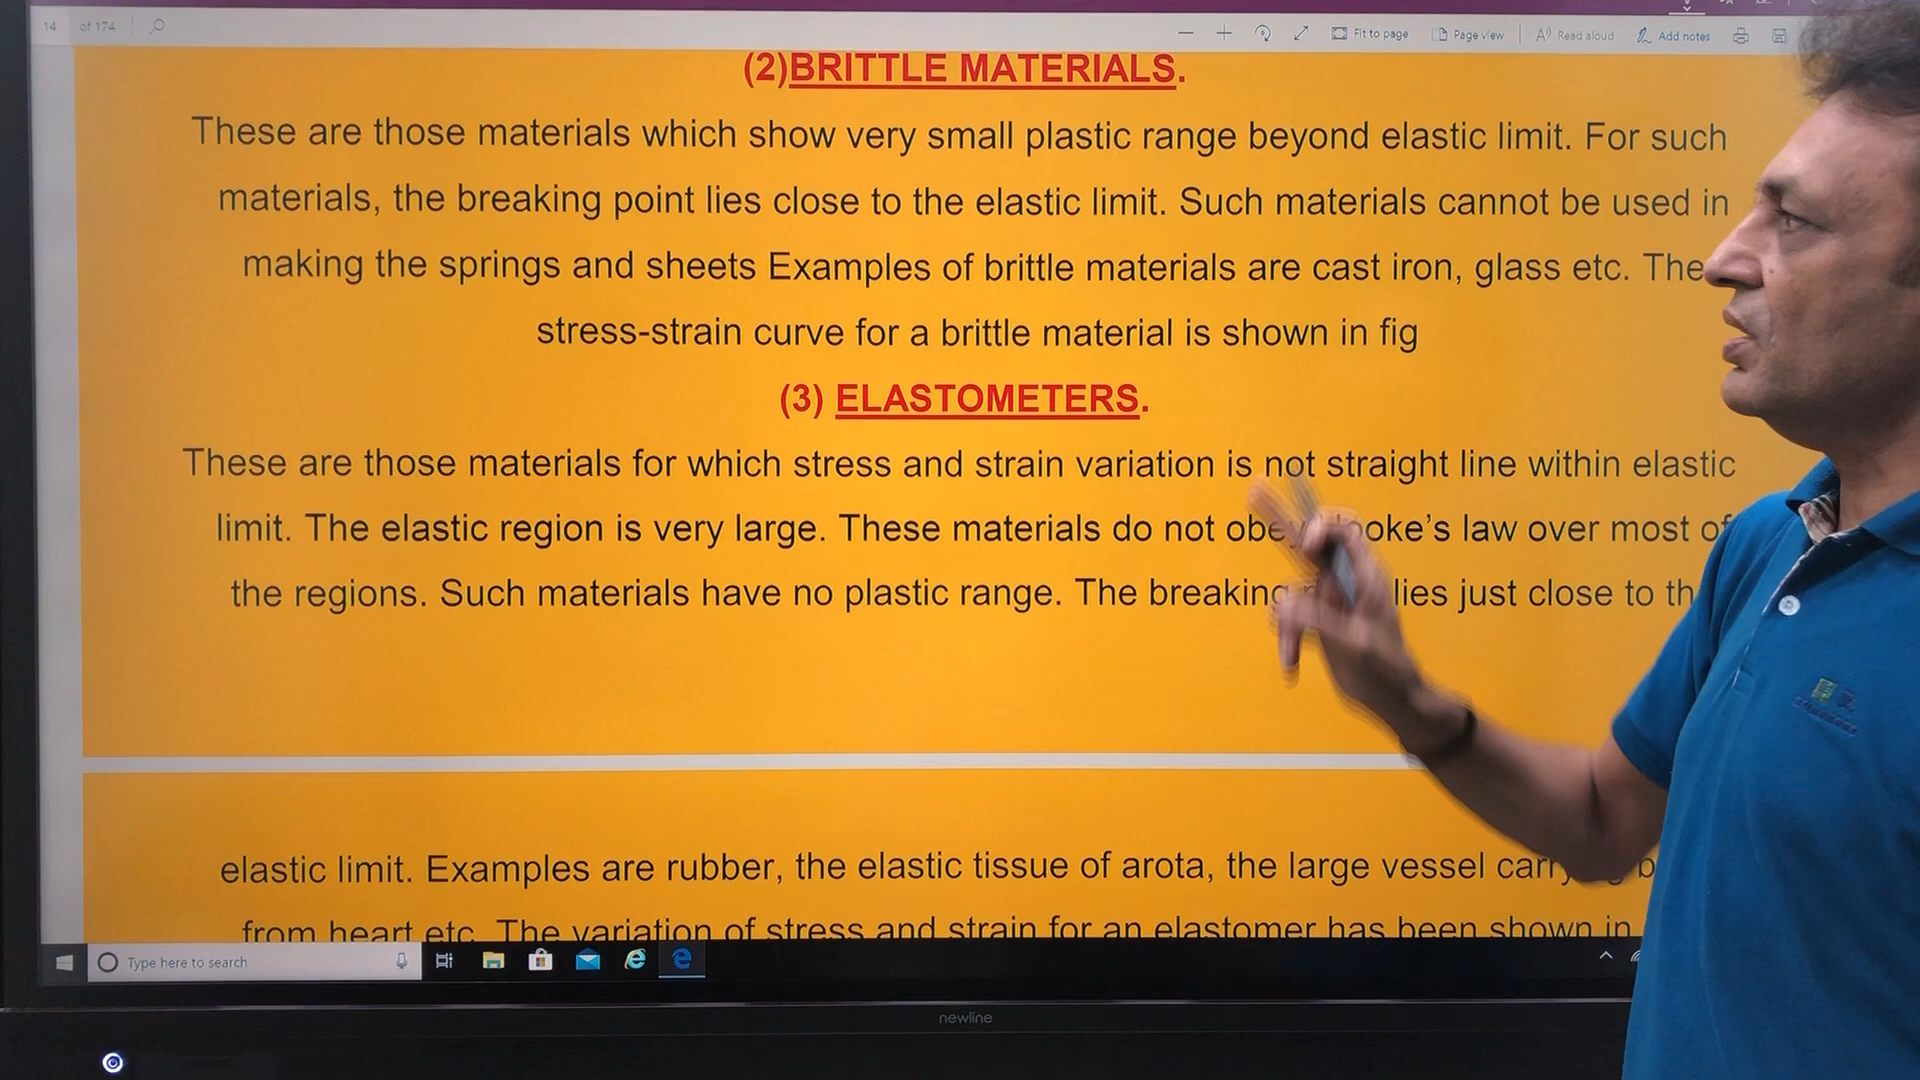 14 of 174
Fit to page Page view Read aloud Add notes
(2)BRITTLE MATERIALS.
These are those materials which show very small plastic range beyond elastic limit. For such
materials, the breaking point lies close to the elastic limit. Such materials cannot be used in
making the springs and sheets Examples of brittle materials are cast iron, glass etc. The
stress-strain curve for a brittle material is shown in fig
(3) ELASTOMETERS.
These are those materials for which stress and strain variation is not straight line within elastic
limit. The elastic region is very large. These materials do not law over most of
the regions. Such materials have no plastic range. The breaking lies just close to
elastic limit. Examples are rubber, the elastic tissue of arota, the large vessel
from heart etc. The variation of stress and strain for an elastomer has been shown in
Type here to search
newline